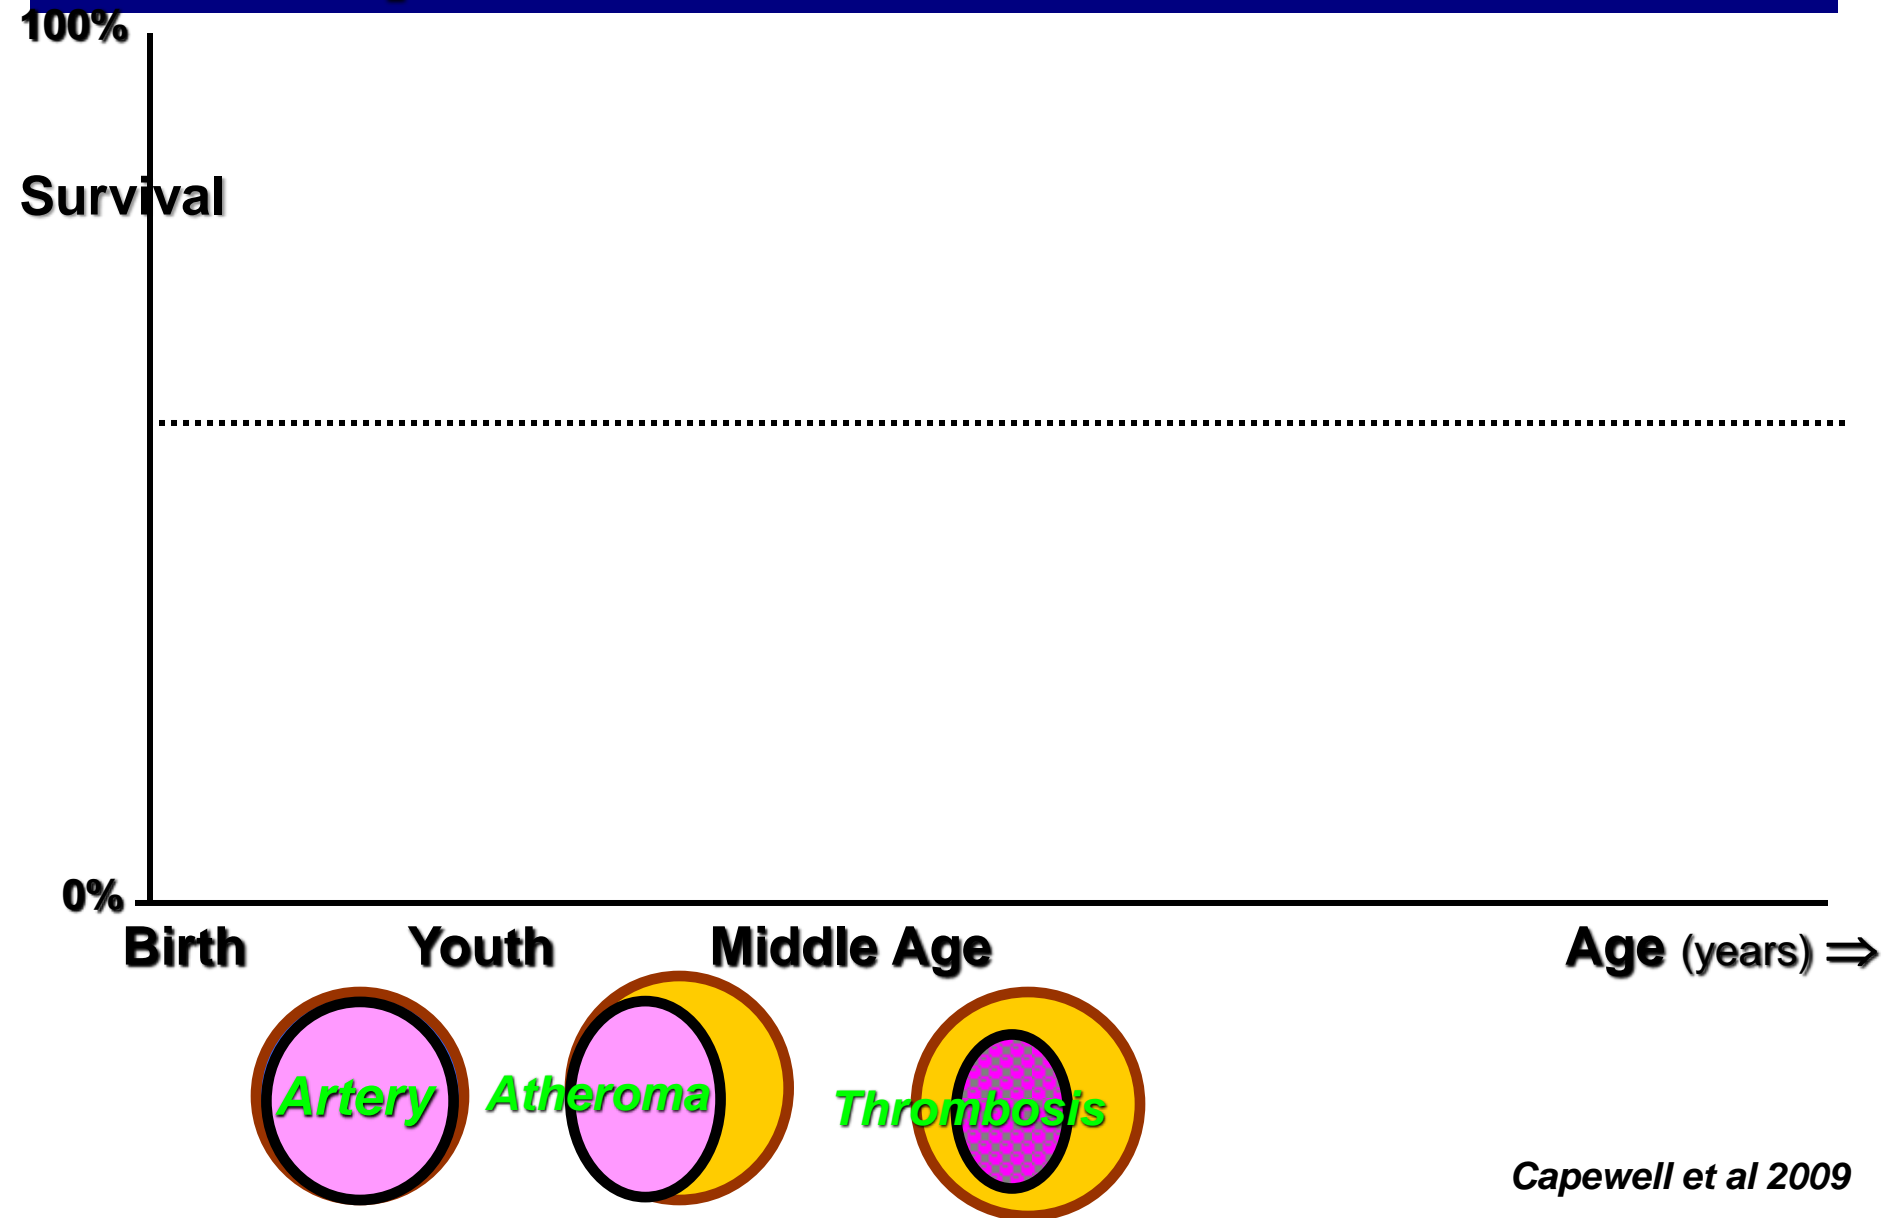 100%
Survival
0%
Birth Youth Middle Age Age (years) ⇒
Artery Atheroma Thrombosis
Capewell et al 2009